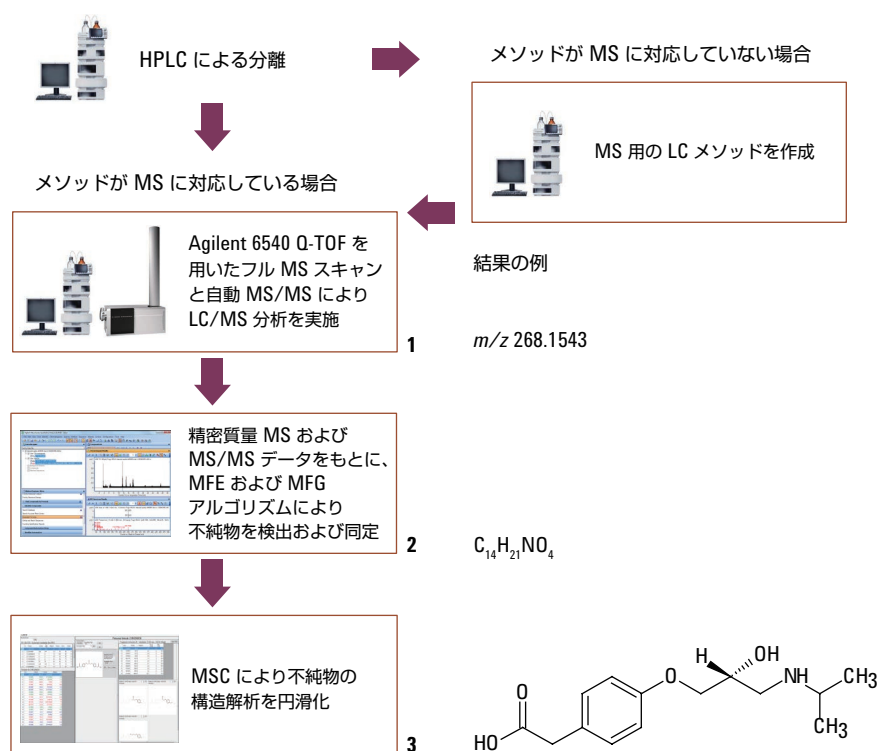 HPLC による分離
メソッドが MS に対応していない場合
MS 用の LC メソッドを作成
メソッドが MS に対応している場合
Agilent 6540 Q-TOF を
用いたフル MS スキャン
と自動 MS/MS により
LC/MS 分析を実施
1
結果の例
m/z 268.1543
精密質量 MS および
MS/MS データをもとに、
MFE および MFG
アルゴリズムにより
不純物を検出および同定
2
C₁₄H₂₁NO₄
MSC により不純物の
構造解析を円滑化
3
H
OH
O
O
NH
CH3
CH3
HO